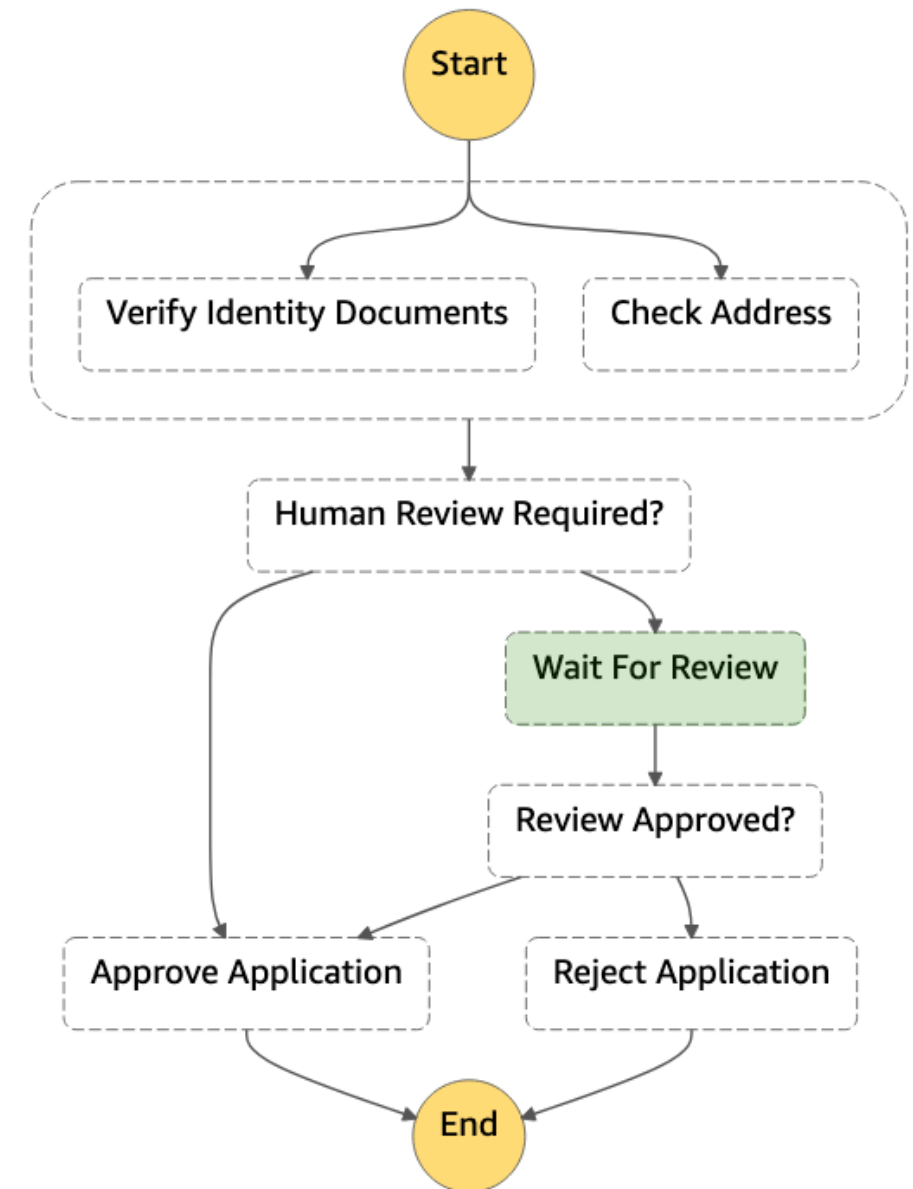 Start
Verify Identity Documents
Check Address
Human Review Required?
Wait For Review
Review Approved?
Approve Application
Reject Application
End